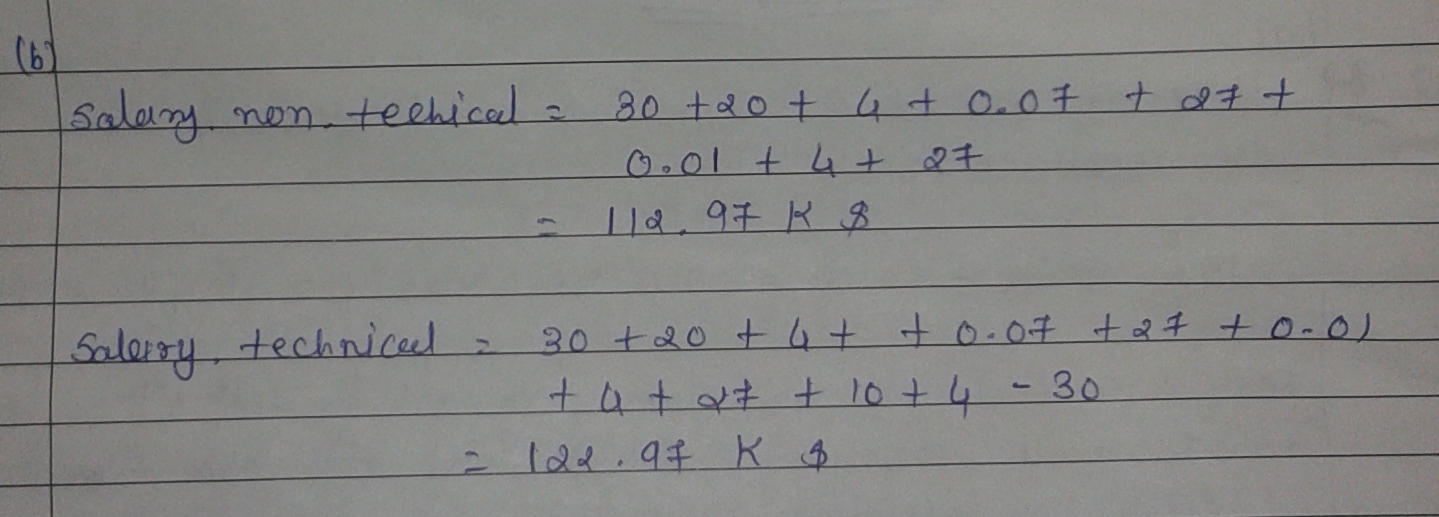 (b)
Salary non. techical = 30 + 20 + 4 + 0.07 + 27 +
0.01 + 4 + 27
= 112.97 K $
Salary. technical = 30 + 20 + 4 + + 0.07 + 27 + 0.01
+ 4 + 27 + 10 + 4 - 30
= 122.97 K $